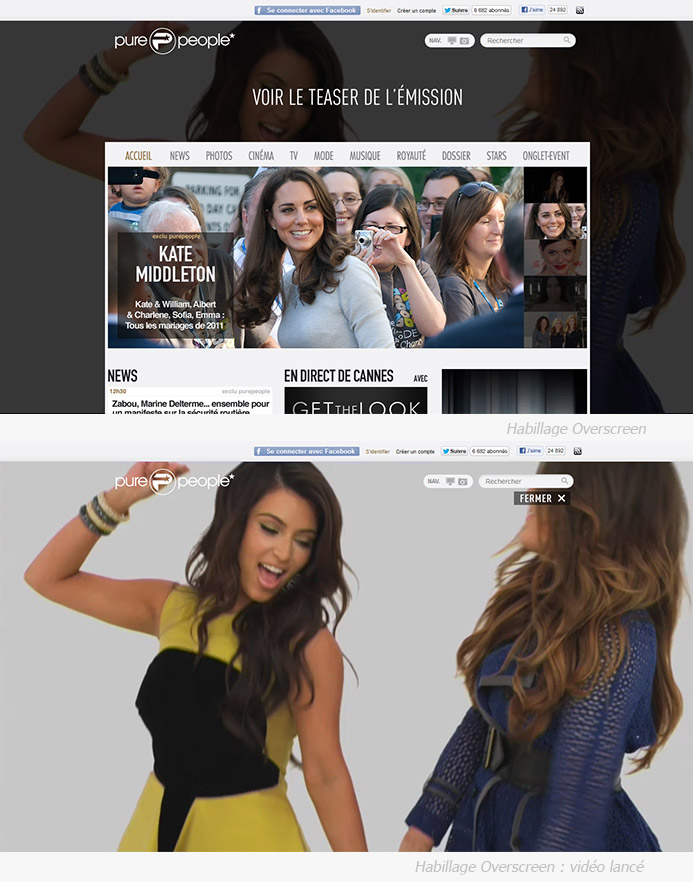 Se connecter avec Facebook S'identifier Créer un compte Suivre 6 682 abonnés J'aime 24 892
pure people*
NAV. Rechercher
VOIR LE TEASER DE L'ÉMISSION
ACCUEIL NEWS PHOTOS CINÉMA TV MODE MUSIQUE ROYAUTÉ DOSSIER STARS ONGLET-EVENT
PARKING FOR
exclu purepeople
KATE
MIDDLETON
Kate & William, Albert
& Charlene, Sofia, Emma :
Tous les mariages de 2011
NEWS
12h30 exclu purepeople
Zabou, Marine Delterme... ensemble pour
un manifeste sur la sécurité routière
EN DIRECT DE CANNES AVEC
GET THE LOOK
Habillage Overscreen
Se connecter avec Facebook S'identifier Créer un compte Suivre 6 682 abonnés J'aime 24 892
pure people*
NAV. Rechercher
FERMER X
Habillage Overscreen : vidéo lancé